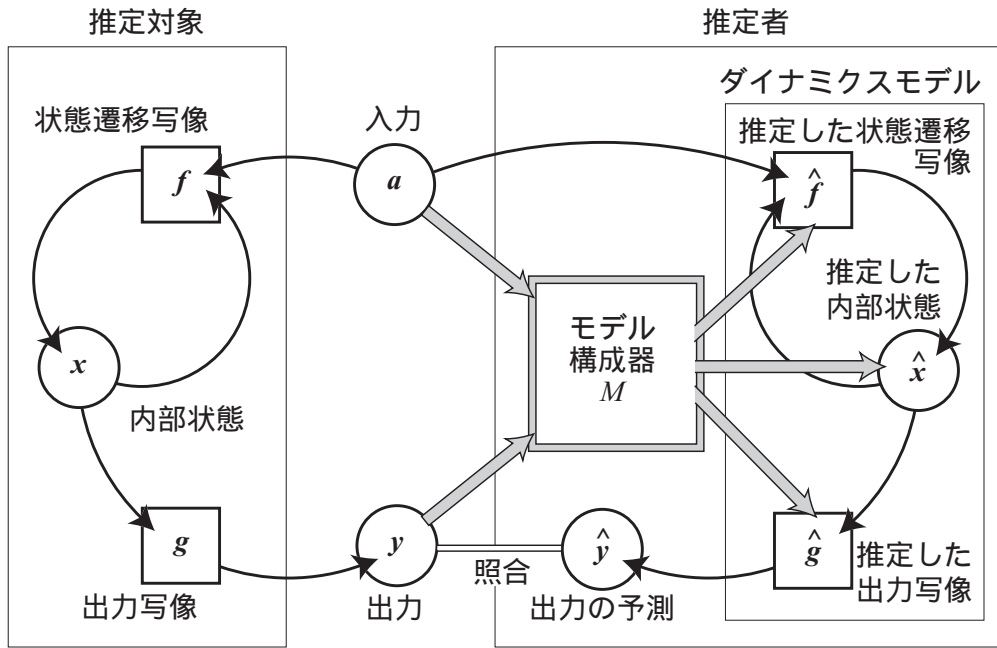 推定対象
推定者
ダイナミクスモデル
状態遷移写像
入力
推定した状態遷移
写像
f
a
f̂
推定した
内部状態
モデル
構成器
M
x
x̂
内部状態
g
y
ŷ
ĝ
照合
推定した
出力写像
出力写像
出力
出力の予測